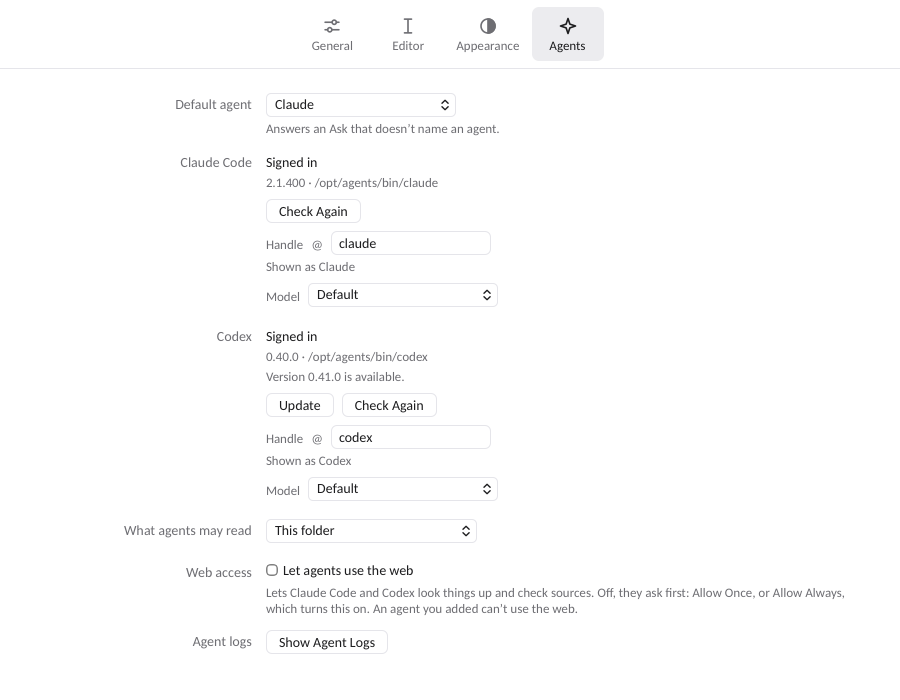 General
Editor
Appearance
Agents
Default agent
Claude
Answers an Ask that doesn’t name an agent.
Claude Code
Signed in
2.1.400 · /opt/agents/bin/claude
Check Again
Handle @ claude
Shown as Claude
Model Default
Codex
Signed in
0.40.0 · /opt/agents/bin/codex
Version 0.41.0 is available.
Update Check Again
Handle @ codex
Shown as Codex
Model Default
What agents may read
This folder
Web access
Let agents use the web
Lets Claude Code and Codex look things up and check sources. Off, they ask first: Allow Once, or Allow Always,
which turns this on. An agent you added can’t use the web.
Agent logs
Show Agent Logs